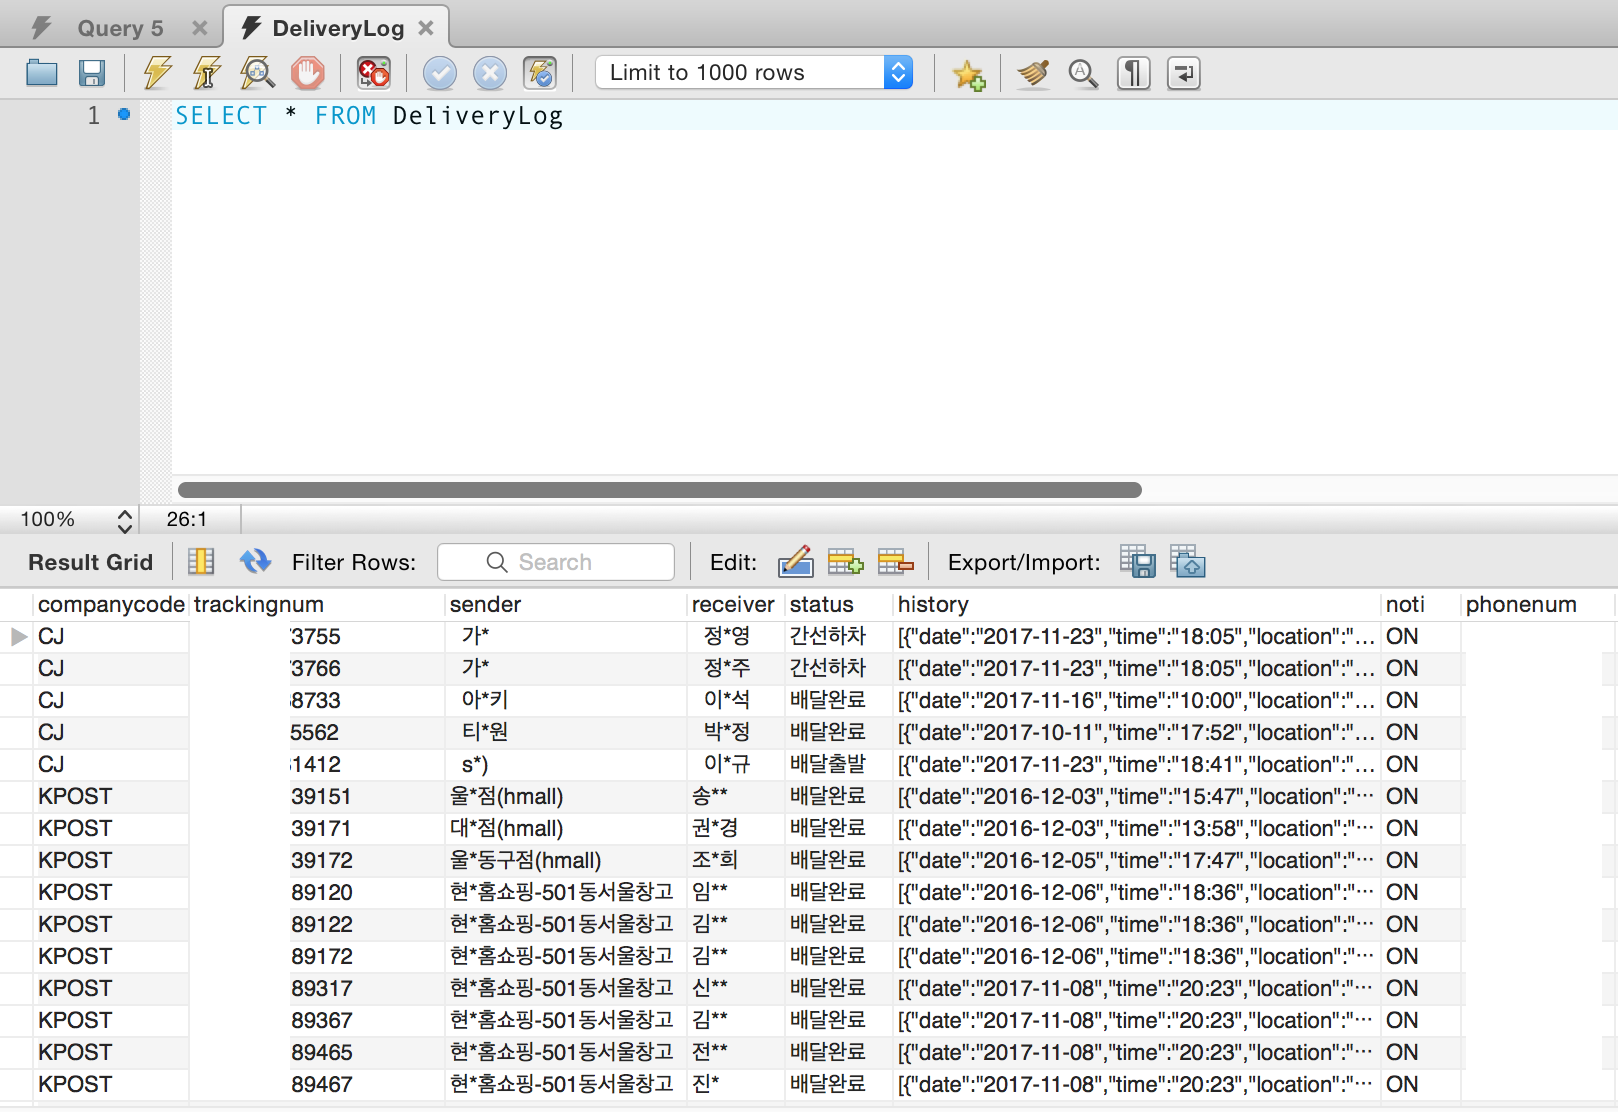 Query 5 DeliveryLog
Limit to 1000 rows
1 SELECT * FROM DeliveryLog
100% 26:1
Result Grid Filter Rows: Search Edit: Export/Import:
companycode trackingnum sender receiver status history noti phonenum
CJ 3755 가* 정*영 간선하차 [{"date":"2017-11-23","time":"18:05","location":"... ON
CJ 3766 가* 정*주 간선하차 [{"date":"2017-11-23","time":"18:05","location":"... ON
CJ 8733 아*키 이*석 배달완료 [{"date":"2017-11-16","time":"10:00","location":"... ON
CJ 5562 티*원 박*정 배달완료 [{"date":"2017-10-11","time":"17:52","location":"... ON
CJ 1412 s*) 이*규 배달출발 [{"date":"2017-11-23","time":"18:41","location":"... ON
KPOST 39151 울*점(hmall) 송** 배달완료 [{"date":"2016-12-03","time":"15:47","location":"··· ON
KPOST 39171 대*점(hmall) 권*경 배달완료 [{"date":"2016-12-03","time":"13:58","location":"··· ON
KPOST 39172 울*동구점(hmall) 조*희 배달완료 [{"date":"2016-12-05","time":"17:47","location":"··· ON
KPOST 89120 현*홈쇼핑-501동서울창고 임** 배달완료 [{"date":"2016-12-06","time":"18:36","location":"··· ON
KPOST 89122 현*홈쇼핑-501동서울창고 김** 배달완료 [{"date":"2016-12-06","time":"18:36","location":"··· ON
KPOST 89172 현*홈쇼핑-501동서울창고 김** 배달완료 [{"date":"2016-12-06","time":"18:36","location":"··· ON
KPOST 89317 현*홈쇼핑-501동서울창고 신** 배달완료 [{"date":"2017-11-08","time":"20:23","location":"··· ON
KPOST 89367 현*홈쇼핑-501동서울창고 김** 배달완료 [{"date":"2017-11-08","time":"20:23","location":"··· ON
KPOST 89465 현*홈쇼핑-501동서울창고 전** 배달완료 [{"date":"2017-11-08","time":"20:23","location":"··· ON
KPOST 89467 현*홈쇼핑-501동서울창고 진* 배달완료 [{"date":"2017-11-08","time":"20:23","location":"··· ON